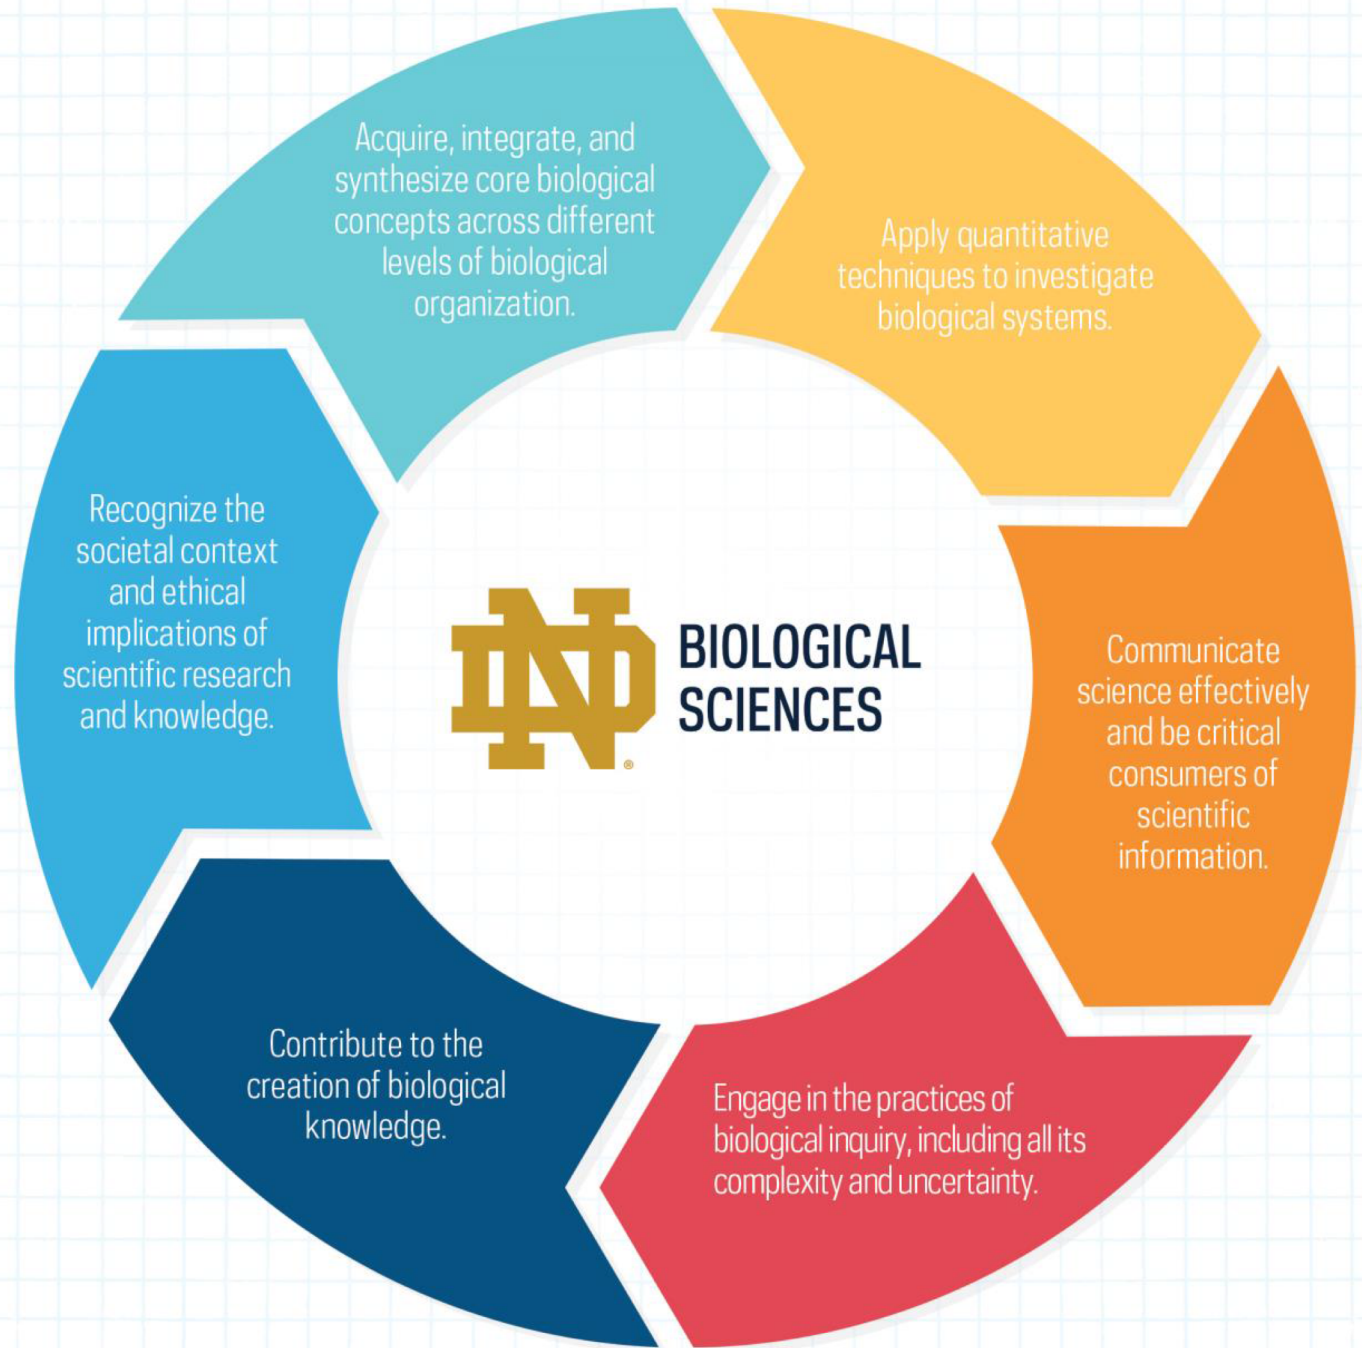 Acquire, integrate, and
synthesize core biological
concepts across different
levels of biological
organization.
Apply quantitative
techniques to investigate
biological systems.
Communicate
science effectively
and be critical
consumers of
scientific
information.
Engage in the practices of
biological inquiry, including all its
complexity and uncertainty.
Contribute to the
creation of biological
knowledge.
Recognize the
societal context
and ethical
implications of
scientific research
and knowledge.
ND®
BIOLOGICAL
SCIENCES